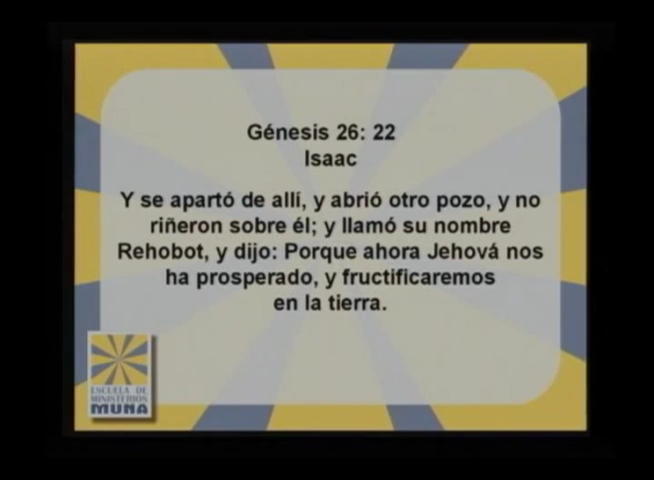 Génesis 26: 22
Isaac
Y se apartó de allí, y abrió otro pozo, y no
riñeron sobre él; y llamó su nombre
Rehobot, y dijo: Porque ahora Jehová nos
ha prosperado, y fructificaremos
en la tierra.
ESCUELA DE
MINISTERIOS
MUNA